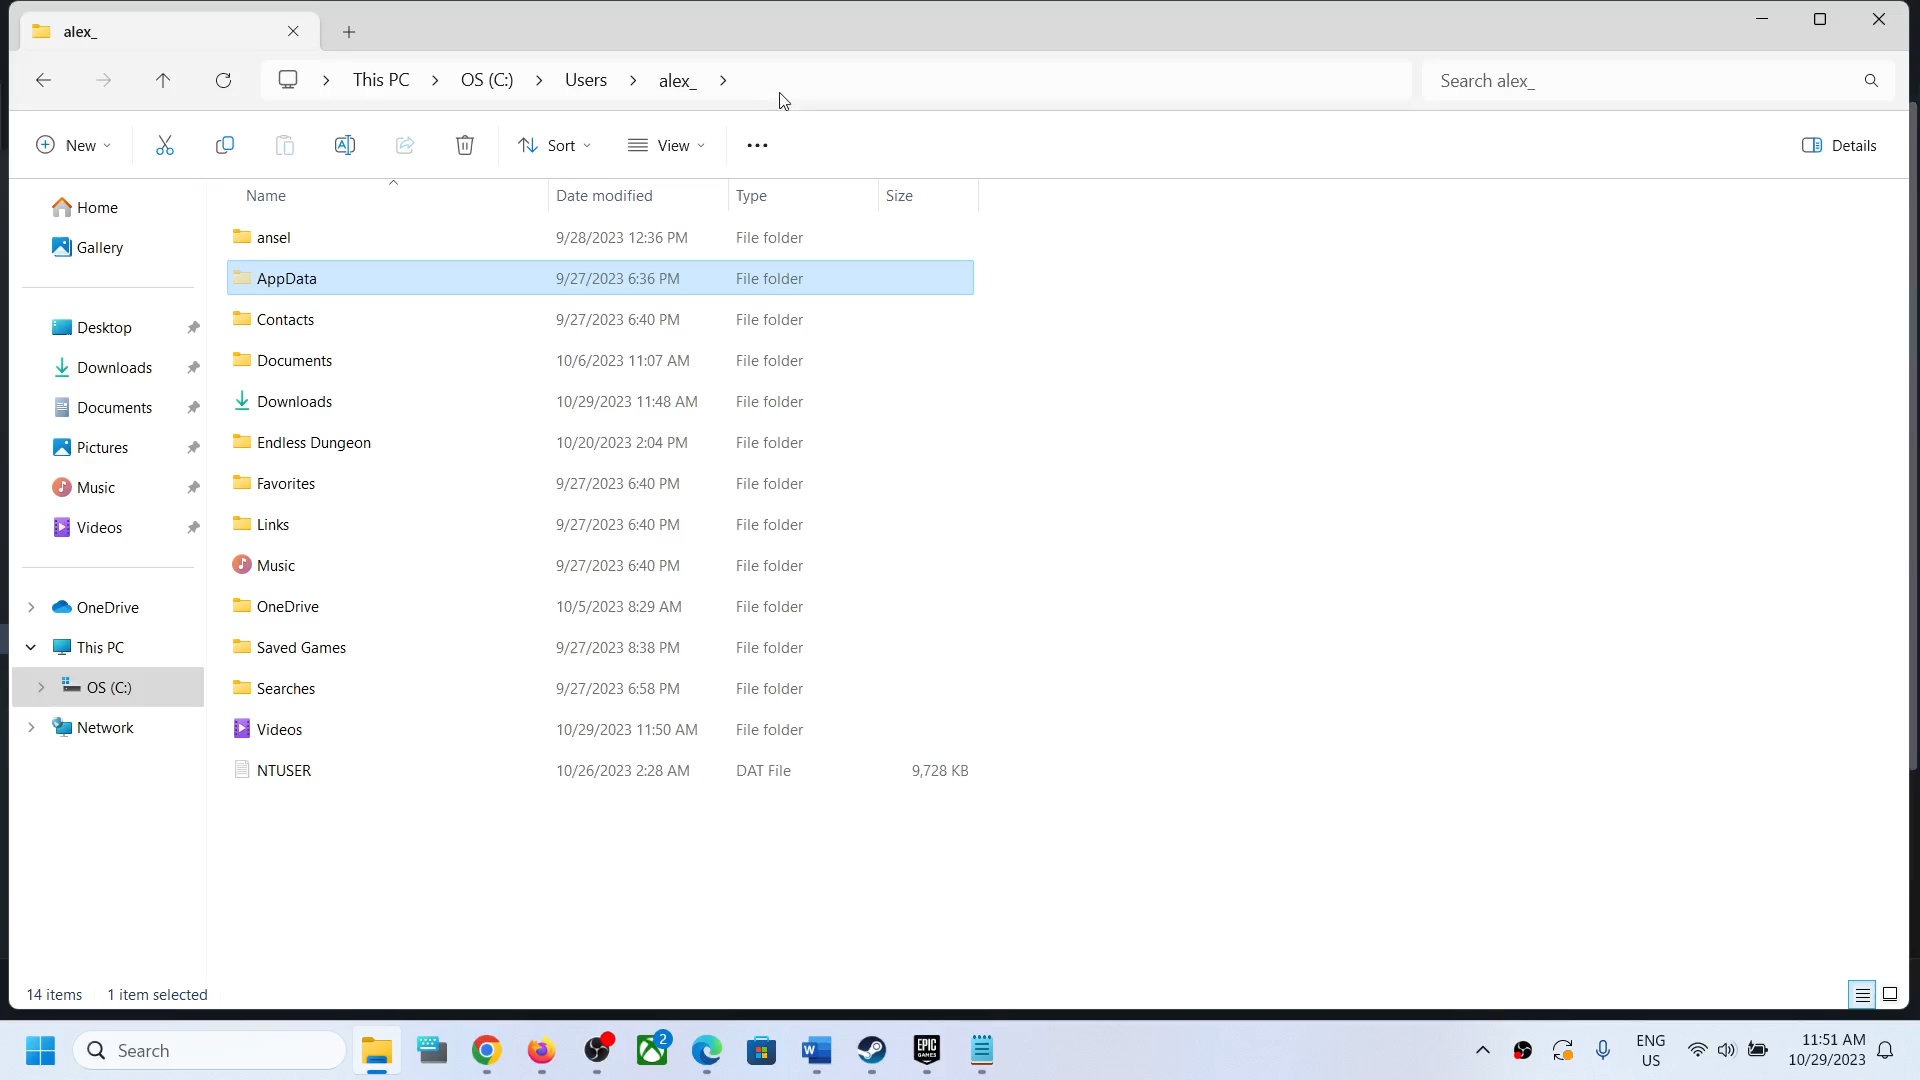 alex_
This PC
OS (C:)
Users
alex_
Search alex_
New
Sort
View
Details
Home
Gallery
Desktop
Downloads
Documents
Pictures
Music
Videos
OneDrive
This PC
OS (C:)
Network
Name Date modified Type Size
ansel 9/28/2023 12:36 PM File folder
AppData 9/27/2023 6:36 PM File folder
Contacts 9/27/2023 6:40 PM File folder
Documents 10/6/2023 11:07 AM File folder
Downloads 10/29/2023 11:48 AM File folder
Endless Dungeon 10/20/2023 2:04 PM File folder
Favorites 9/27/2023 6:40 PM File folder
Links 9/27/2023 6:40 PM File folder
Music 9/27/2023 6:40 PM File folder
OneDrive 10/5/2023 8:29 AM File folder
Saved Games 9/27/2023 8:38 PM File folder
Searches 9/27/2023 6:58 PM File folder
Videos 10/29/2023 11:50 AM File folder
NTUSER 10/26/2023 2:28 AM DAT File 9,728 KB
14 items 1 item selected
Search
2
EPIC
GAMES
ENG
US
11:51 AM
10/29/2023